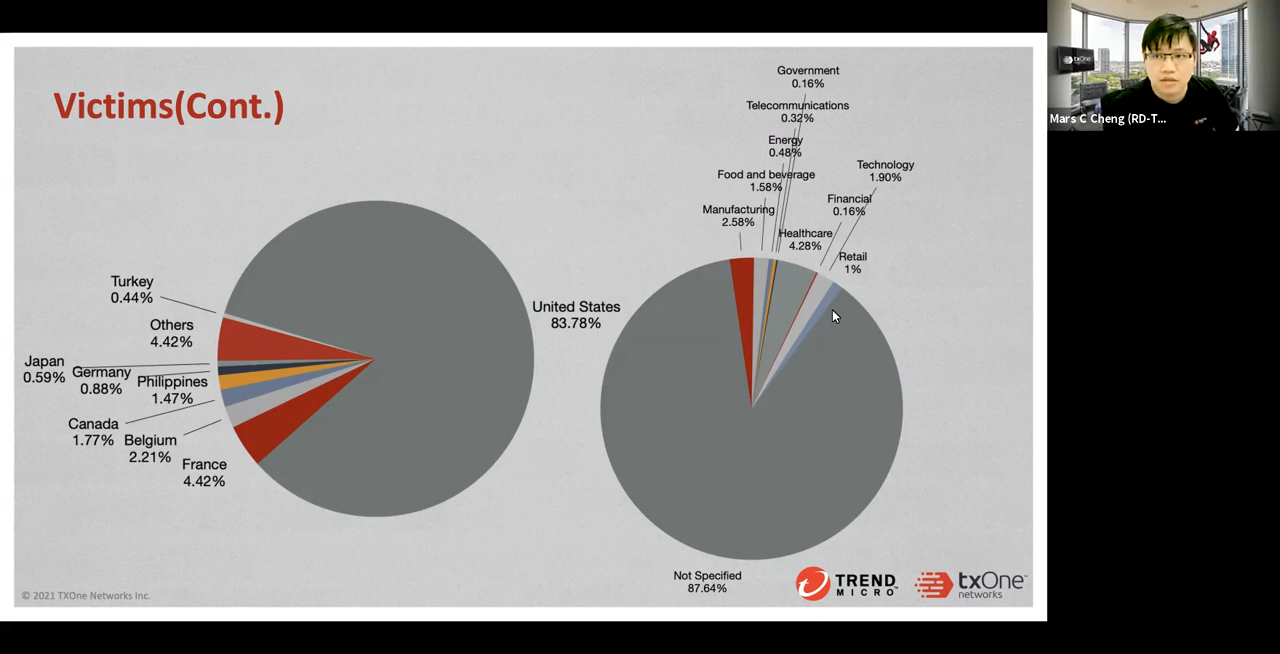 Victims(Cont.)
Turkey
0.44%
Others
4.42%
Japan
0.59%
Germany
0.88%
Philippines
1.47%
Canada
1.77%
Belgium
2.21%
France
4.42%
United States
83.78%
Government
0.16%
Telecommunications
0.32%
Energy
0.48%
Food and beverage
1.58%
Manufacturing
2.58%
Technology
1.90%
Financial
0.16%
Healthcare
4.28%
Retail
1%
Not Specified
87.64%
© 2021 TXOne Networks Inc.
TREND
MICRO™
txOne™
networks
txOne
Mars C Cheng (RD-T...